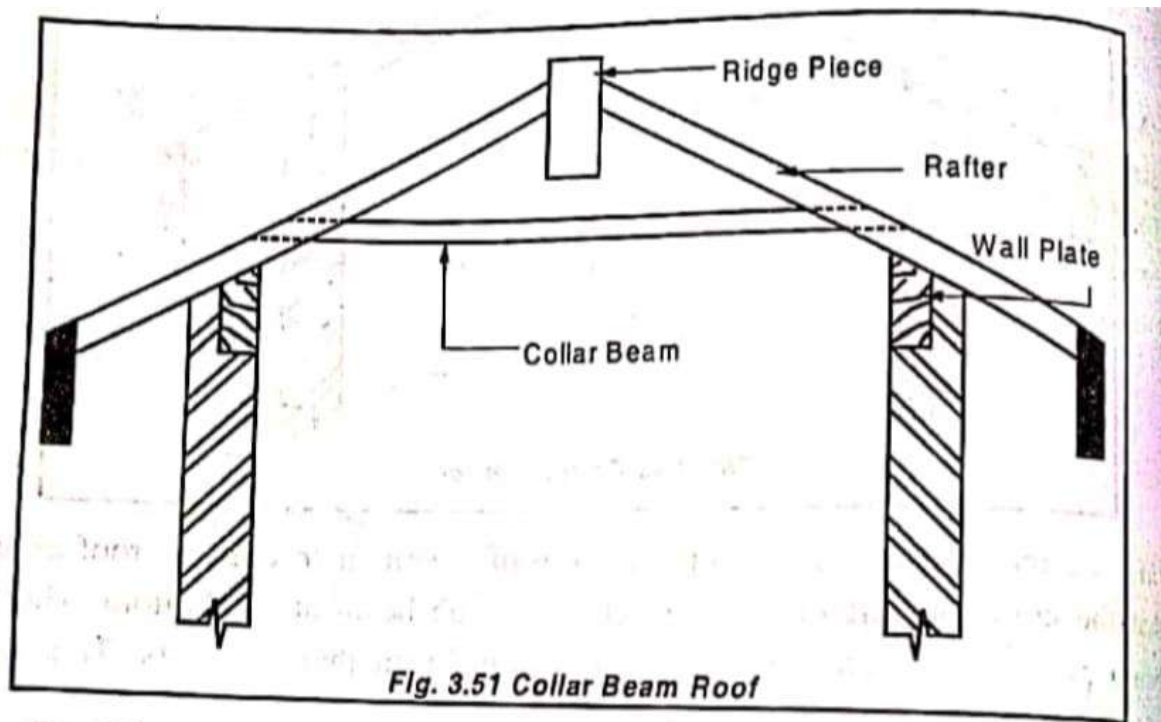 Ridge Piece
Rafter
Wall Plate
Collar Beam
Fig. 3.51 Collar Beam Roof